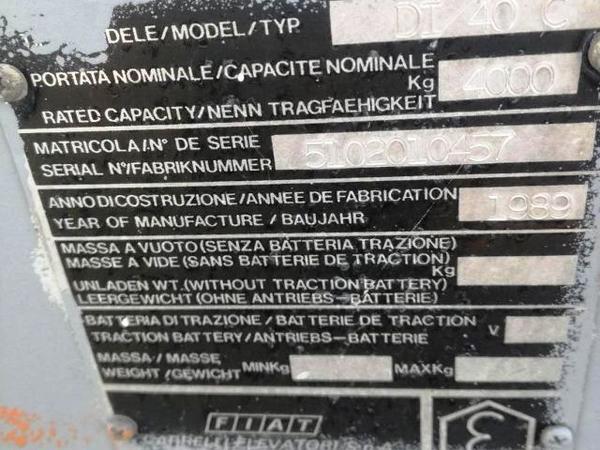 DELE/MODEL/TYP DI 40 C
PORTATA NOMINALE/CAPACITE NOMINALE
Kg 4000
RATED CAPACITY/NENN TRAGFAEHIGKEIT
MATRICOLA/N° DE SERIE
SERIAL N°/FABRIKNUMMER 5102010457
ANNO DI COSTRUZIONE/ANNEE DE FABRICATION
YEAR OF MANUFACTURE/BAUJAHR 1989
MASSA A VUOTO(SENZA BATTERIA TRAZIONE)
MASSE A VIDE(SANS BATTERIE DE TRACTION)
Kg
UNLADEN WT.(WITHOUT TRACTION BATTERY)
LEERGEWICHT(OHNE ANTRIEBS-BATTERIE)
BATTERIA DI TRAZIONE/BATTERIE DE TRACTION V
TRACTION BATTERY/ANTRIEBS-BATTERIE
MASSA/MASSE
WEIGHT/GEWICHT MINKg MAXKg
FIAT
CARRELLI ELEVATORI S.p.A.